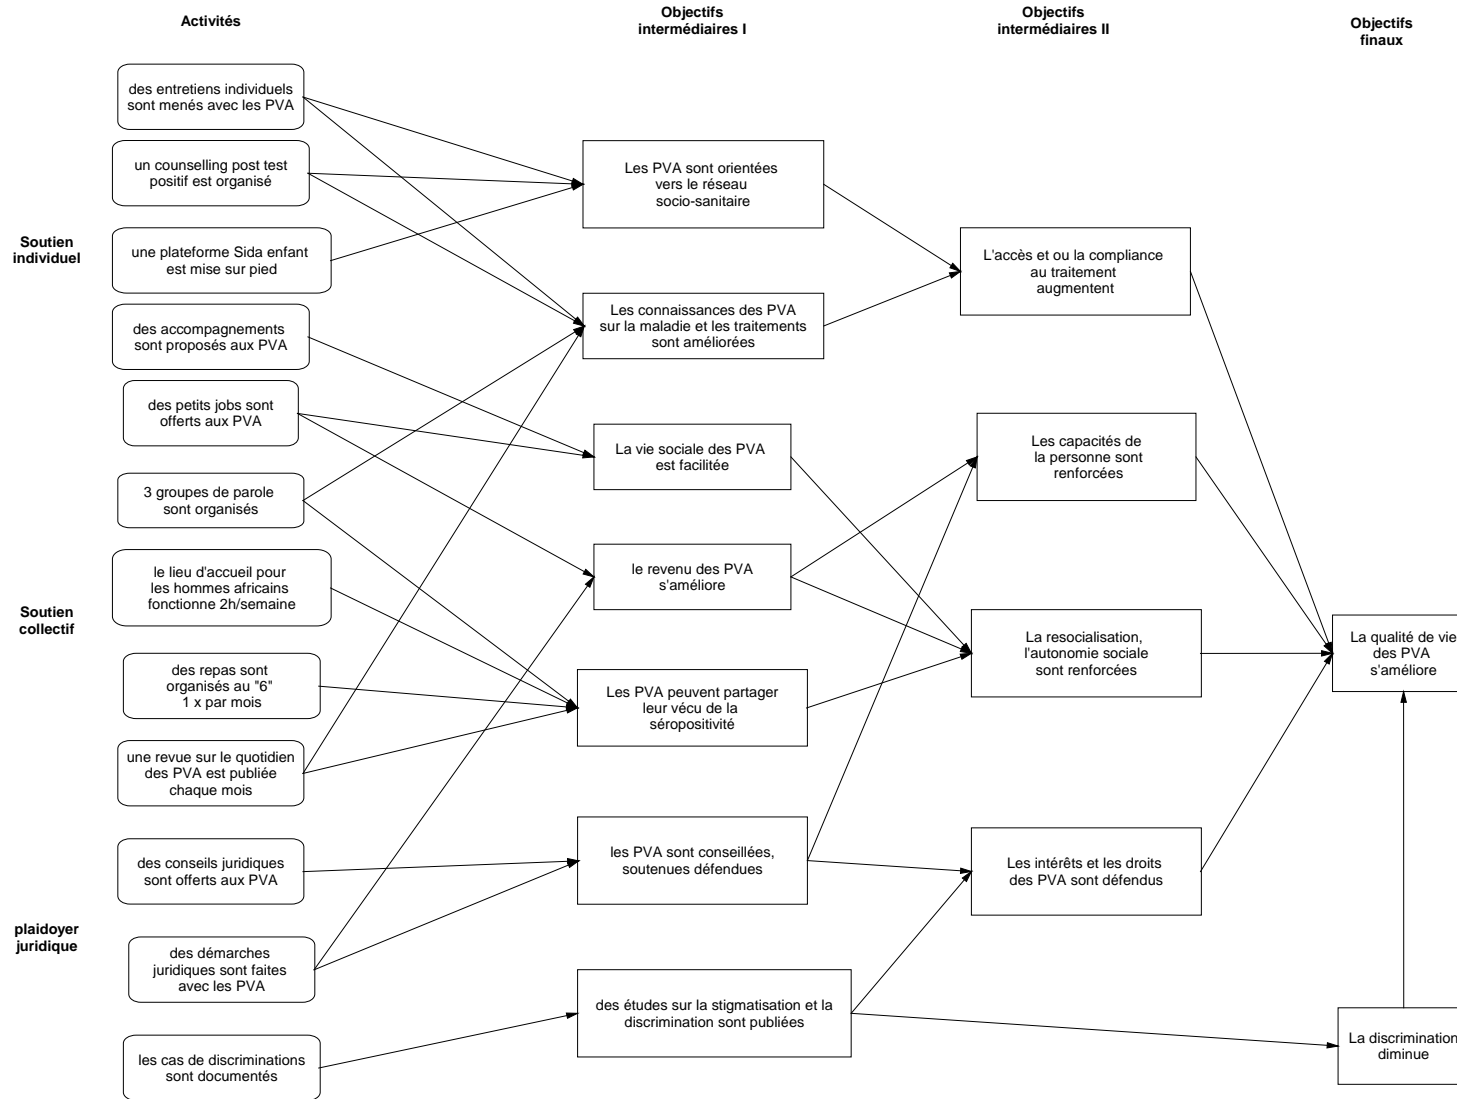 Activités
Objectifs
intermédiaires I
Objectifs
intermédiaires II
Objectifs
finaux
Soutien
individuel
des entretiens individuels
sont menés avec les PVA
un counselling post test
positif est organisé
une plateforme Sida enfant
est mise sur pied
des accompagnements
sont proposés aux PVA
des petits jobs sont
offerts aux PVA
Soutien
collectif
3 groupes de parole
sont organisés
le lieu d'accueil pour
les hommes africains
fonctionne 2h/semaine
des repas sont
organisés au "6"
1 x par mois
une revue sur le quotidien
des PVA est publiée
chaque mois
plaidoyer
juridique
des conseils juridiques
sont offerts aux PVA
des démarches
juridiques sont faites
avec les PVA
les cas de discriminations
sont documentés
Les PVA sont orientées
vers le réseau
socio-sanitaire
Les connaissances des PVA
sur la maladie et les traitements
sont améliorées
La vie sociale des PVA
est facilitée
le revenu des PVA
s'améliore
Les PVA peuvent partager
leur vécu de la
séropositivité
les PVA sont conseillées,
soutenues défendues
des études sur la stigmatisation et la
discrimination sont publiées
L'accès et ou la compliance
au traitement
augmentent
Les capacités de
la personne sont
renforcées
La resocialisation,
l'autonomie sociale
sont renforcées
Les intérêts et les droits
des PVA sont défendus
La qualité de vie
des PVA
s'améliore
La discrimination
diminue